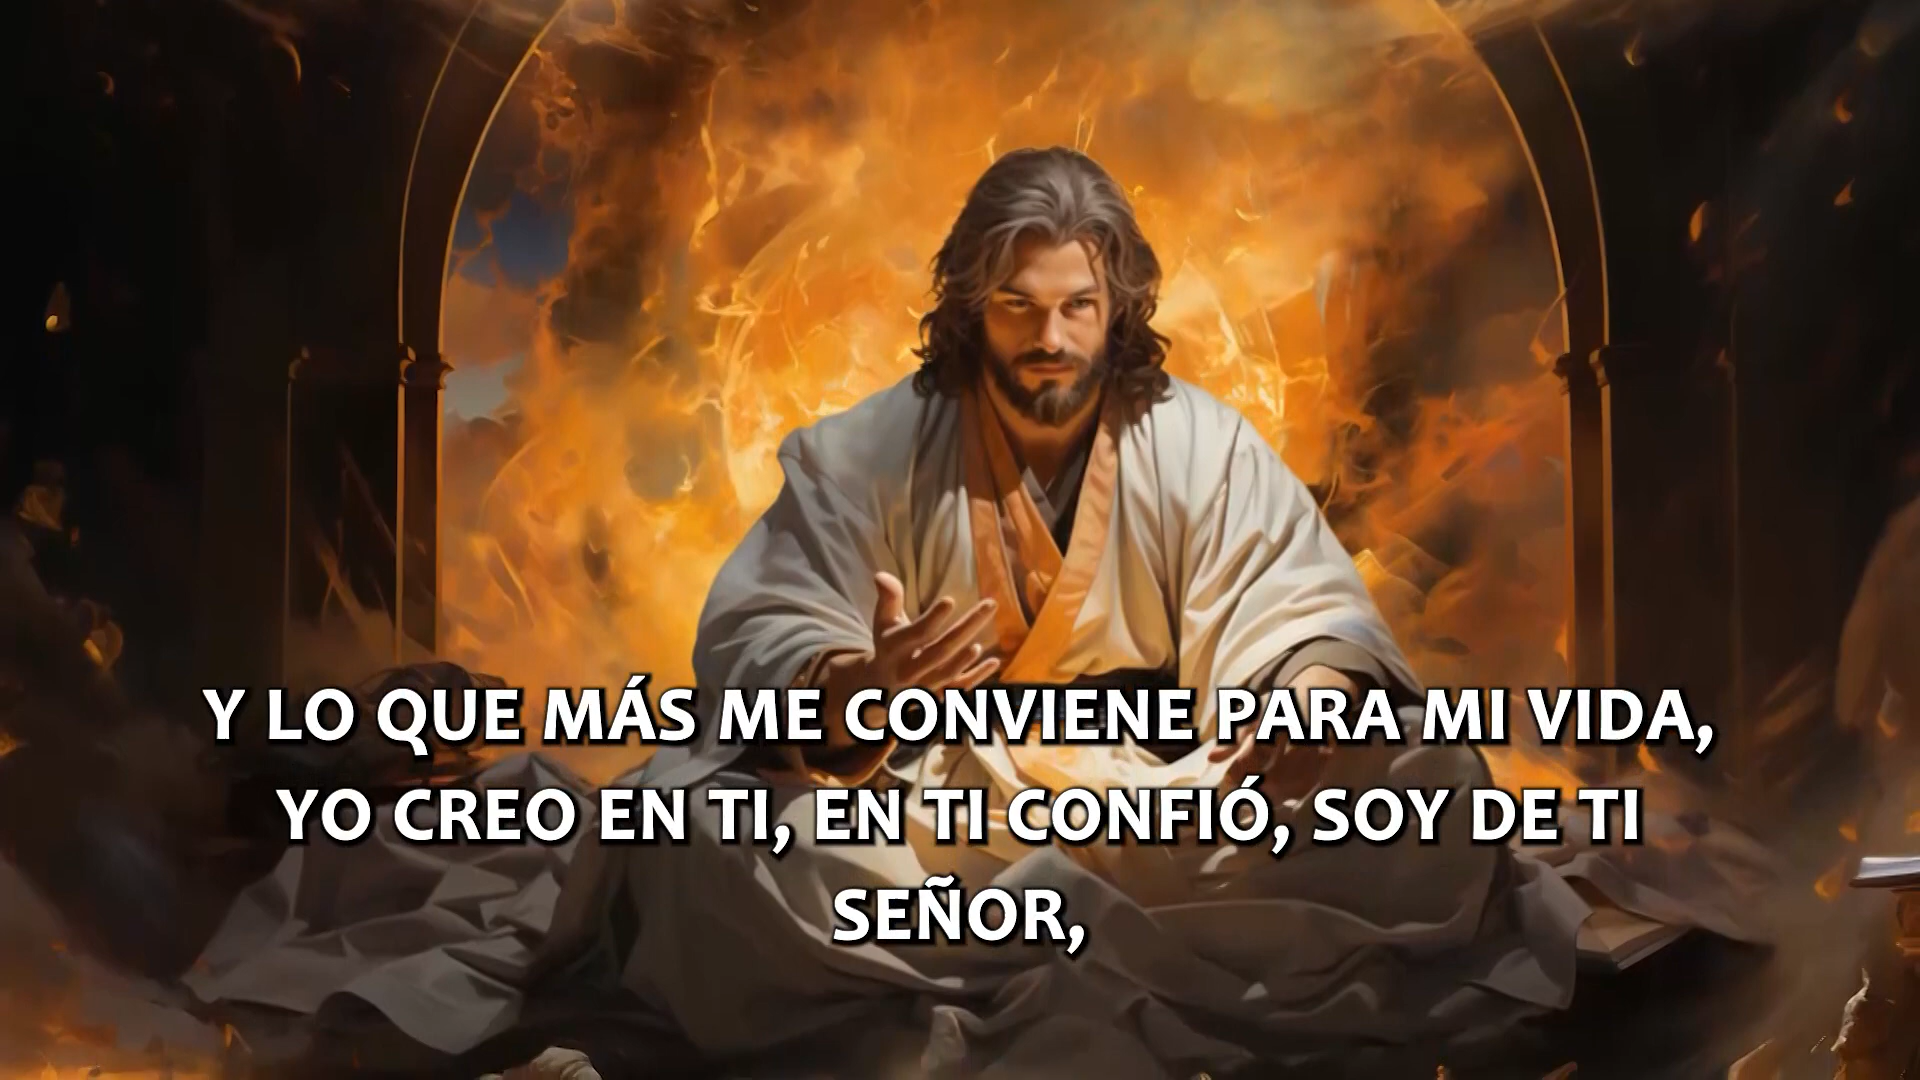 Y LO QUE MÁS ME CONVIENE PARA MI VIDA,
YO CREO EN TI, EN TI CONFIÓ, SOY DE TI
SEÑOR,